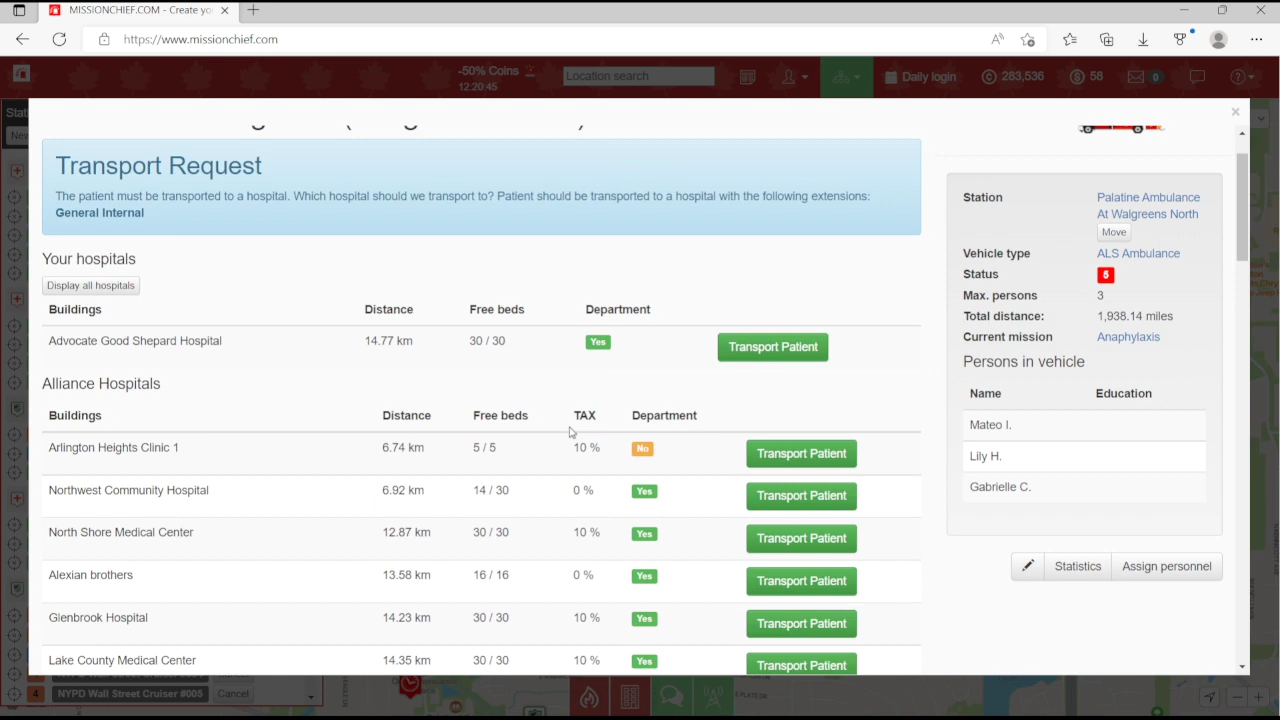 MISSIONCHIEF.COM - Create yo
https://www.missionchief.com
-50% Coins
12:20:45
Location search
Daily login
283,536
58
0
Transport Request
The patient must be transported to a hospital. Which hospital should we transport to? Patient should be transported to a hospital with the following extensions:
General Internal
Your hospitals
Display all hospitals
Buildings Distance Free beds Department
Advocate Good Shepard Hospital 14.77 km 30 / 30 Yes Transport Patient
Alliance Hospitals
Buildings Distance Free beds TAX Department
Arlington Heights Clinic 1 6.74 km 5 / 5 10 % No Transport Patient
Northwest Community Hospital 6.92 km 14 / 30 0 % Yes Transport Patient
North Shore Medical Center 12.87 km 30 / 30 10 % Yes Transport Patient
Alexian brothers 13.58 km 16 / 16 0 % Yes Transport Patient
Glenbrook Hospital 14.23 km 30 / 30 10 % Yes Transport Patient
Lake County Medical Center 14.35 km 30 / 30 10 % Yes Transport Patient
Station Palatine Ambulance
At Walgreens North
Move
Vehicle type ALS Ambulance
Status 5
Max. persons 3
Total distance: 1,938.14 miles
Current mission Anaphylaxis
Persons in vehicle
Name Education
Mateo I.
Lily H.
Gabrielle C.
Statistics Assign personnel
4 NYPD Wall Street Cruiser #005 Cancel